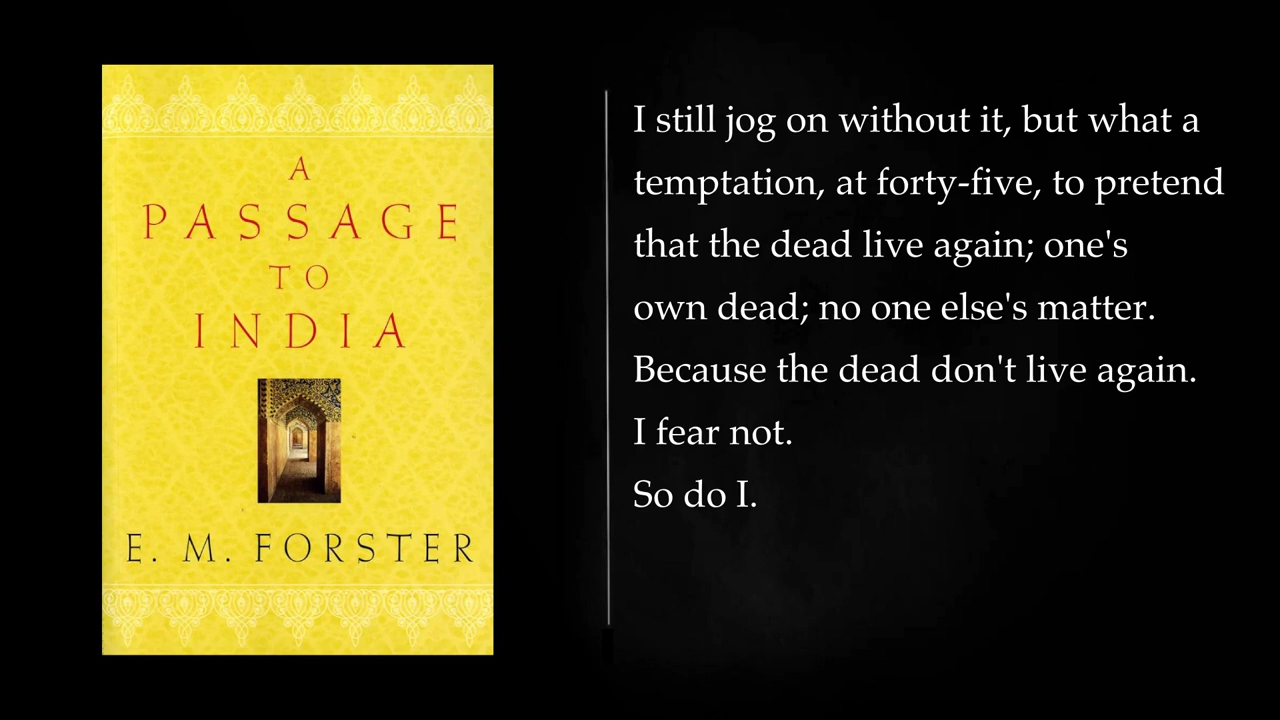 A
PASSAGE
TO
INDIA
E. M. FORSTER
I still jog on without it, but what a
temptation, at forty-five, to pretend
that the dead live again; one's
own dead; no one else's matter.
Because the dead don't live again.
I fear not.
So do I.